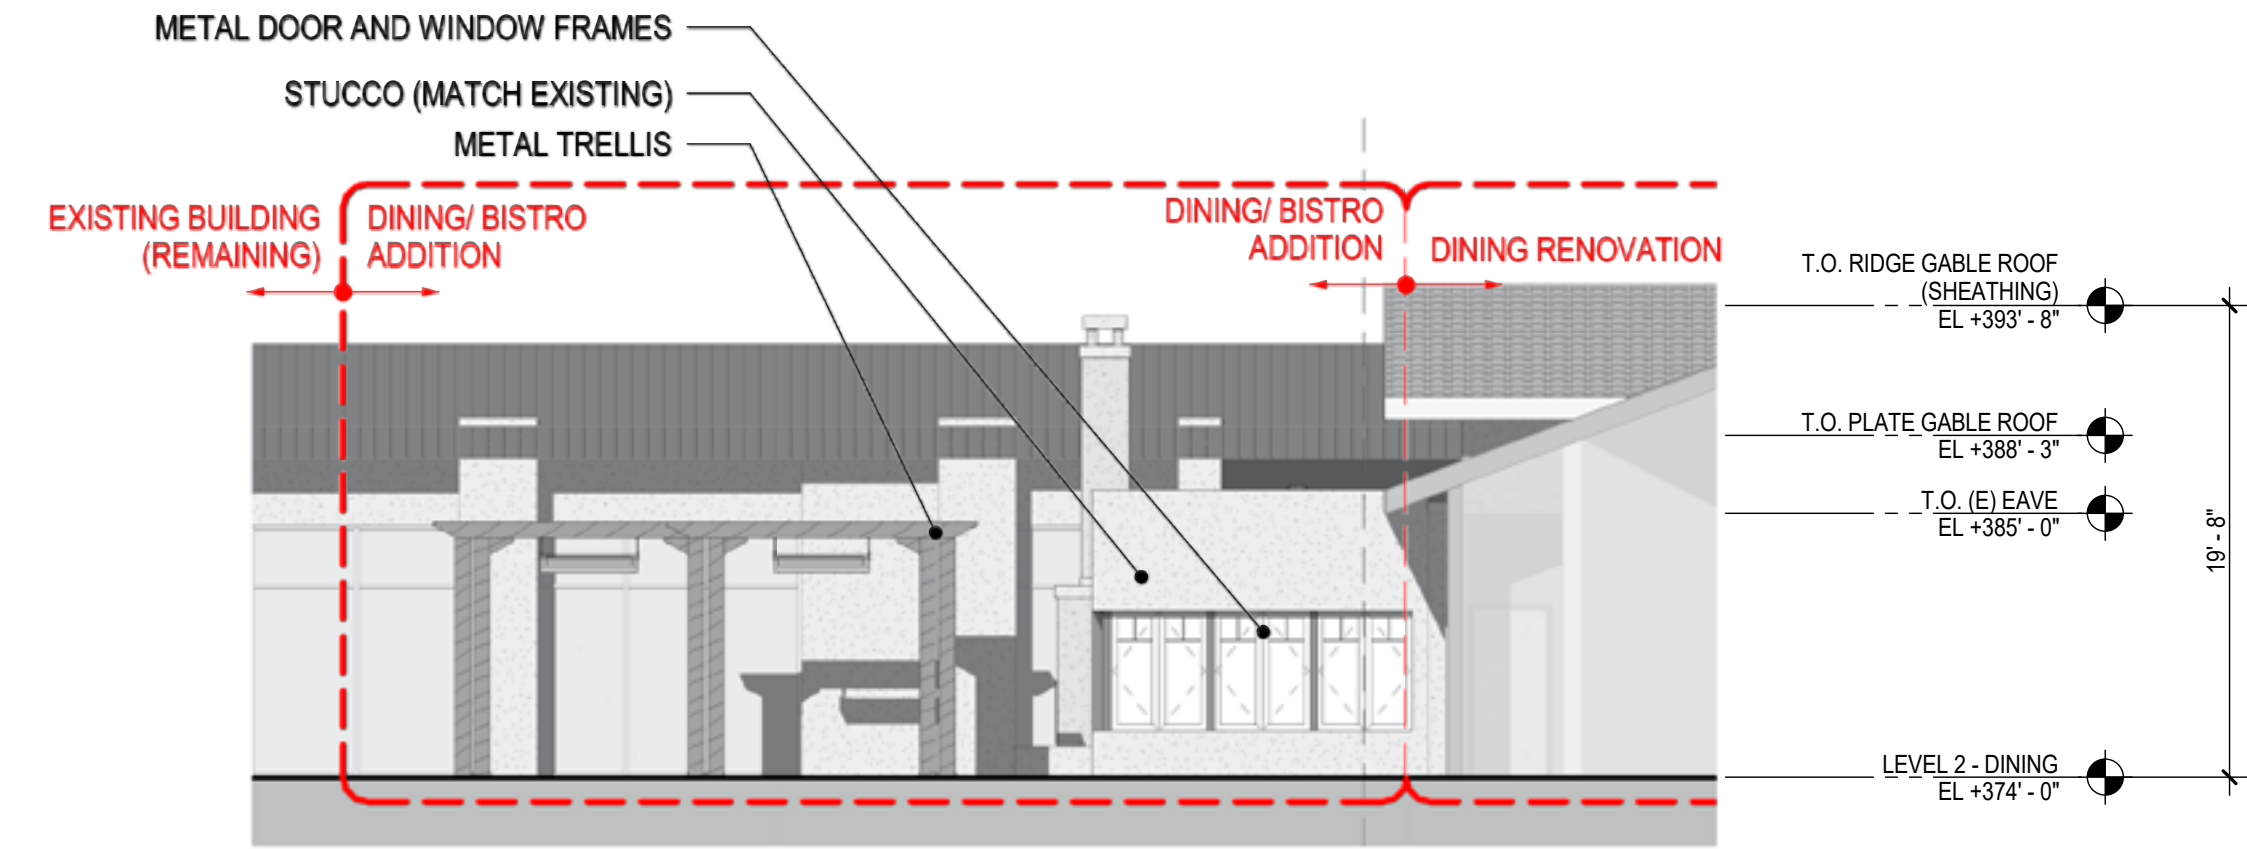 METAL DOOR AND WINDOW FRAMES
STUCCO (MATCH EXISTING)
METAL TRELLIS
EXISTING BUILDING
(REMAINING)
DINING/ BISTRO
ADDITION
DINING/ BISTRO
ADDITION
DINING RENOVATION
T.O. RIDGE GABLE ROOF
(SHEATHING)
EL +393' - 8"
T.O. PLATE GABLE ROOF
EL +388' - 3"
T.O. (E) EAVE
EL +385' - 0"
19' - 8"
LEVEL 2 - DINING
EL +374' - 0"